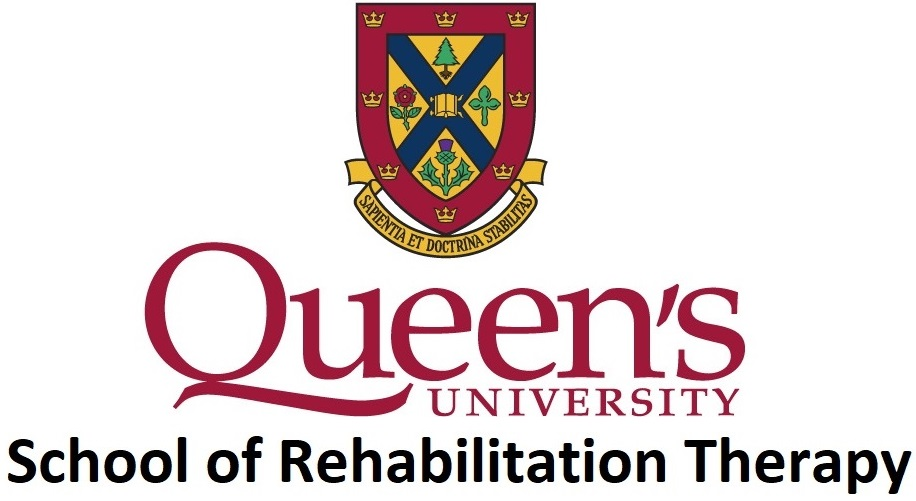 SAPIENTIA ET DOCTRINA STABILITAS
Queen's
UNIVERSITY
School of Rehabilitation Therapy